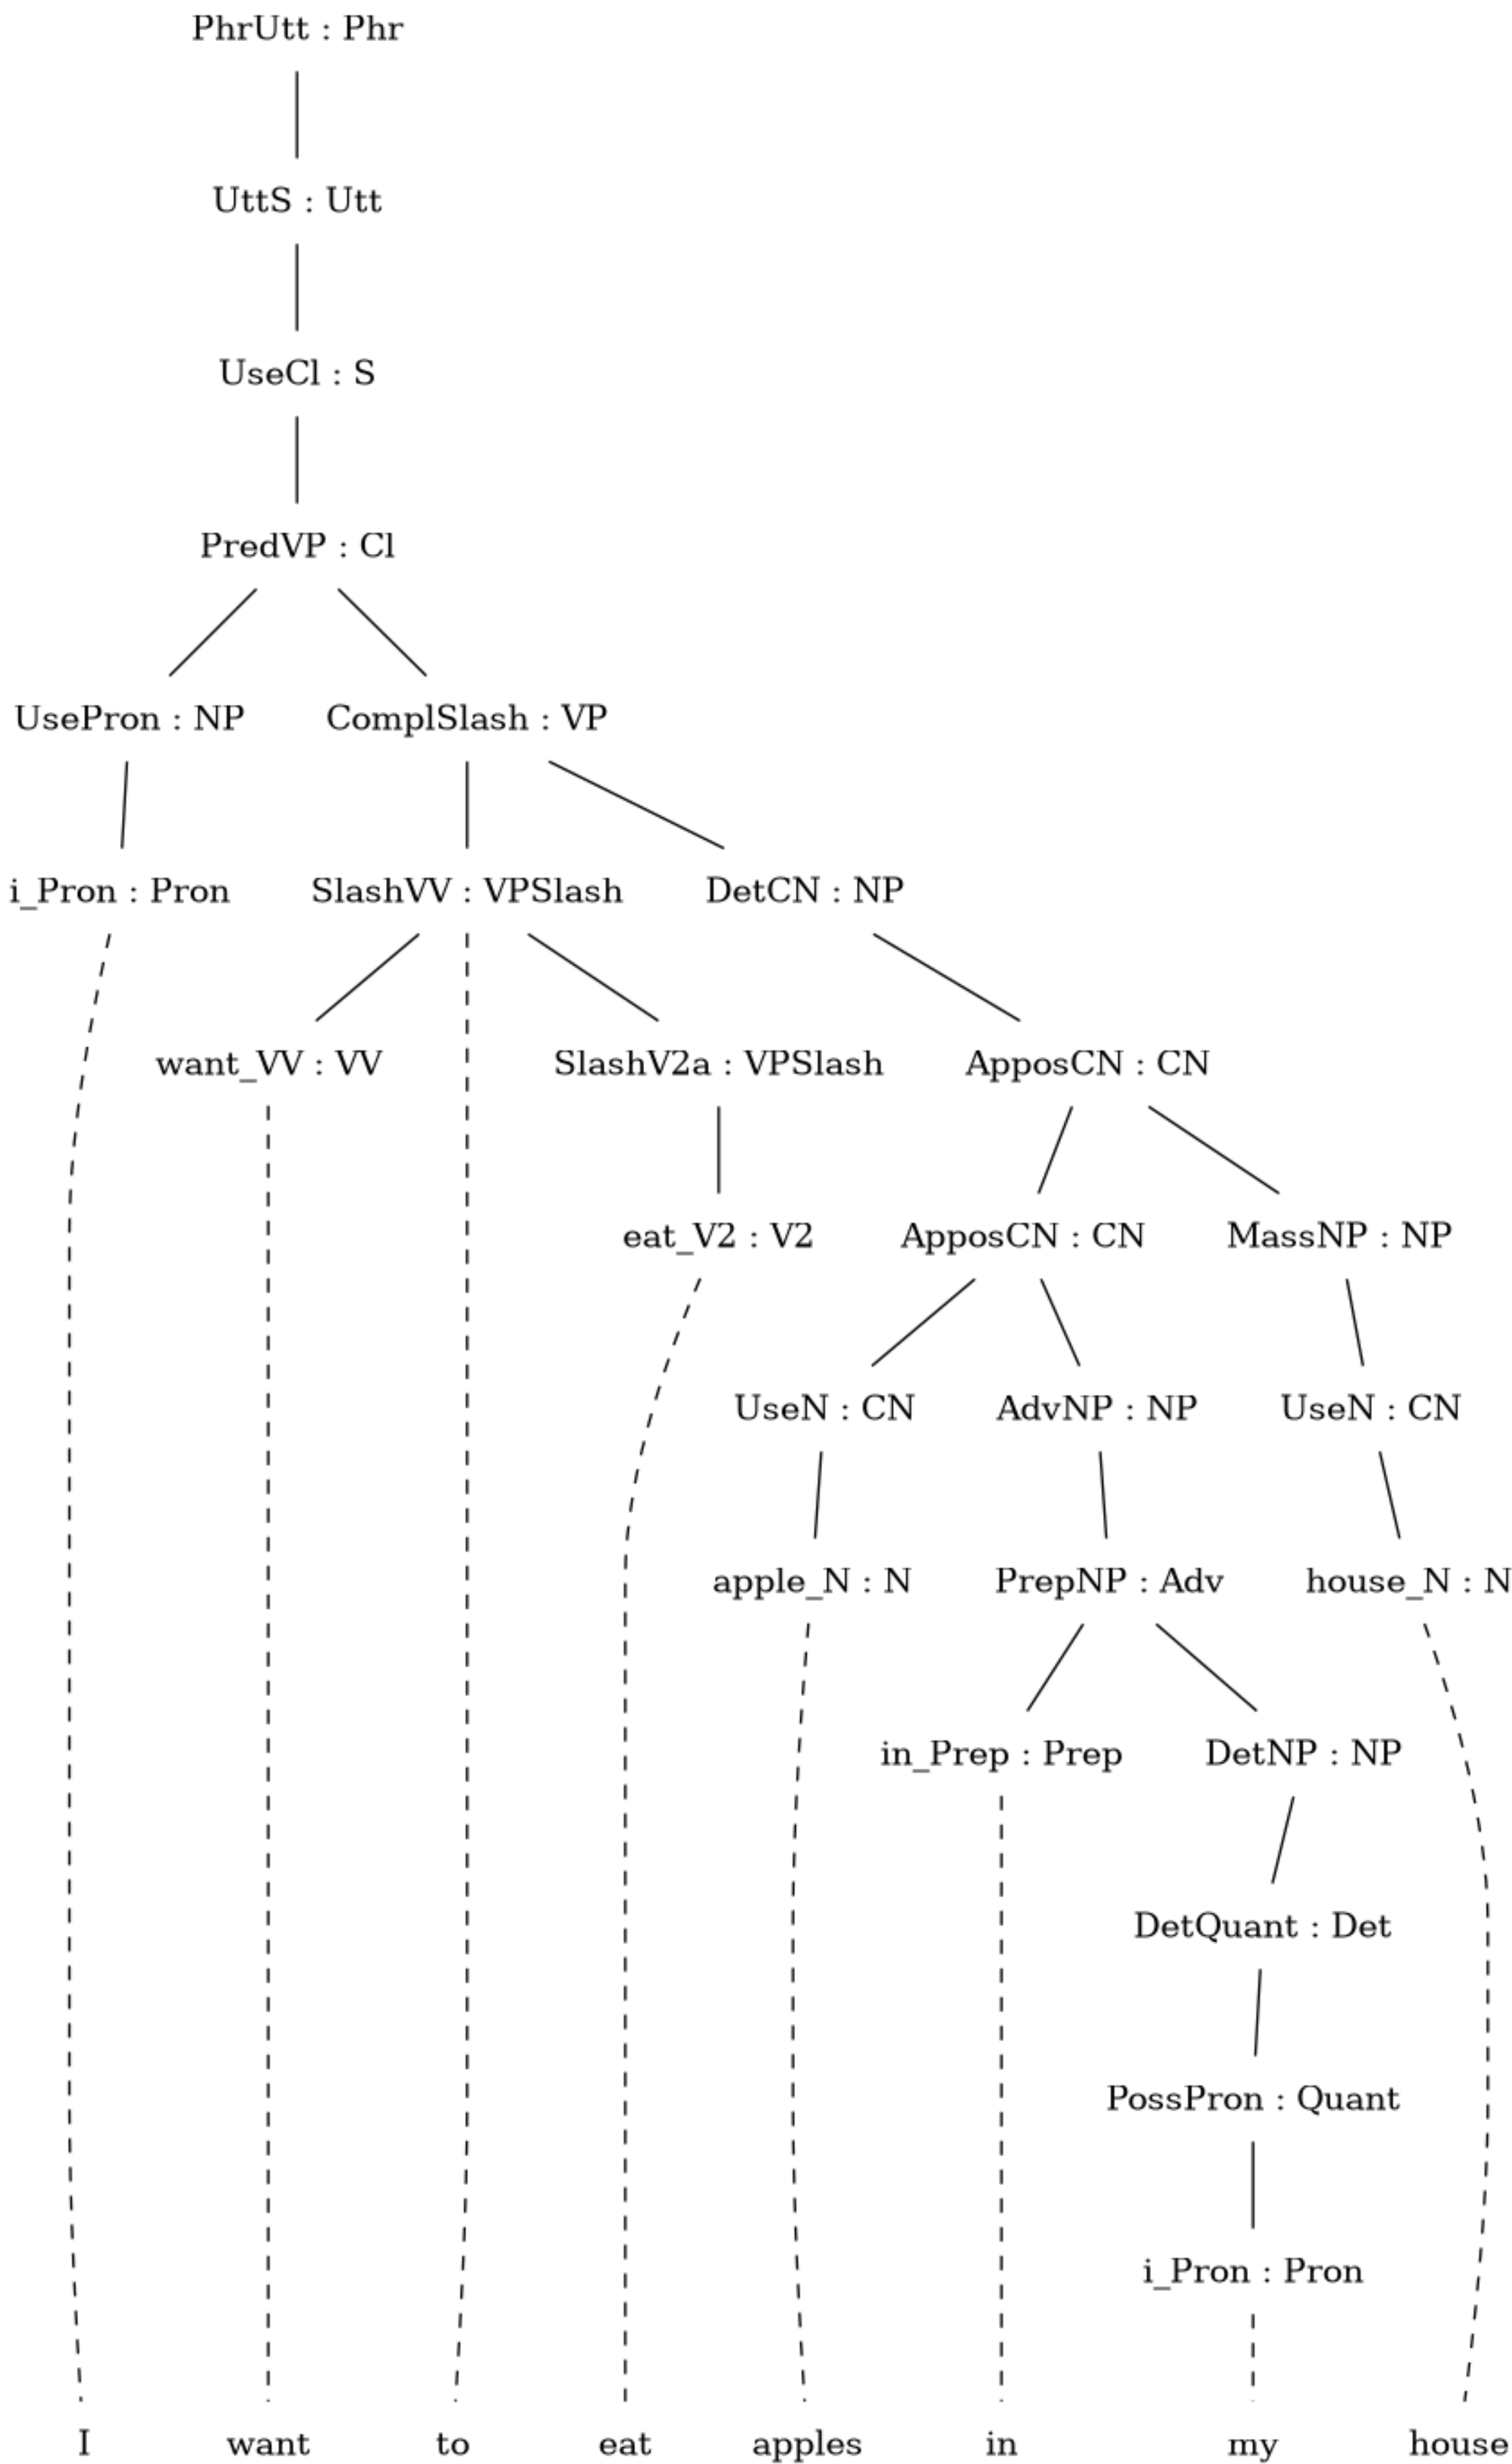 PhrUtt : Phr
UttS : Utt
UseCl : S
PredVP : Cl
UsePron : NP ComplSlash : VP
i_Pron : Pron SlashVV : VPSlash DetCN : NP
want_VV : VV SlashV2a : VPSlash ApposCN : CN
eat_V2 : V2 ApposCN : CN MassNP : NP
UseN : CN AdvNP : NP UseN : CN
apple_N : N PrepNP : Adv house_N : N
in_Prep : Prep DetNP : NP
DetQuant : Det
PossPron : Quant
i_Pron : Pron
I want to eat apples in my house